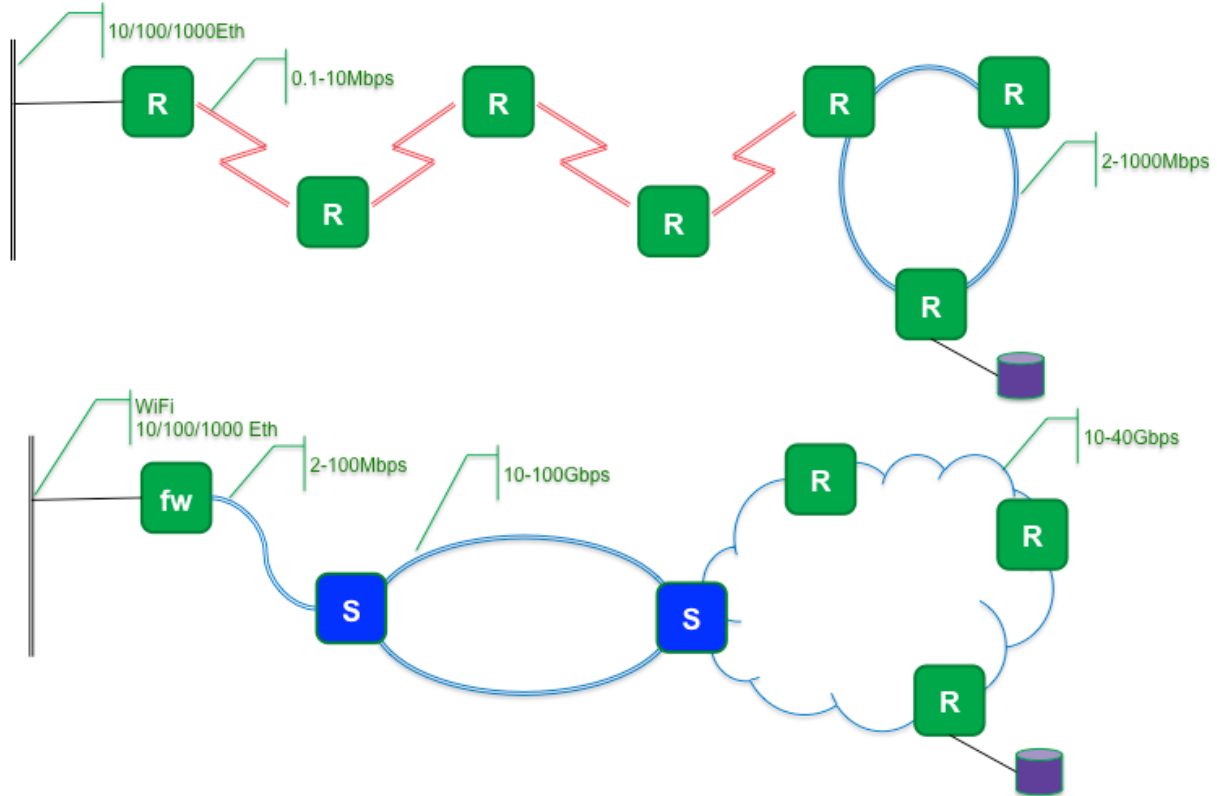 10/100/1000Eth
0.1-10Mbps
R
R
R
R
R
R
2-1000Mbps
R
WiFi
10/100/1000 Eth
2-100Mbps
10-100Gbps
10-40Gbps
R
fw
R
S
S
R